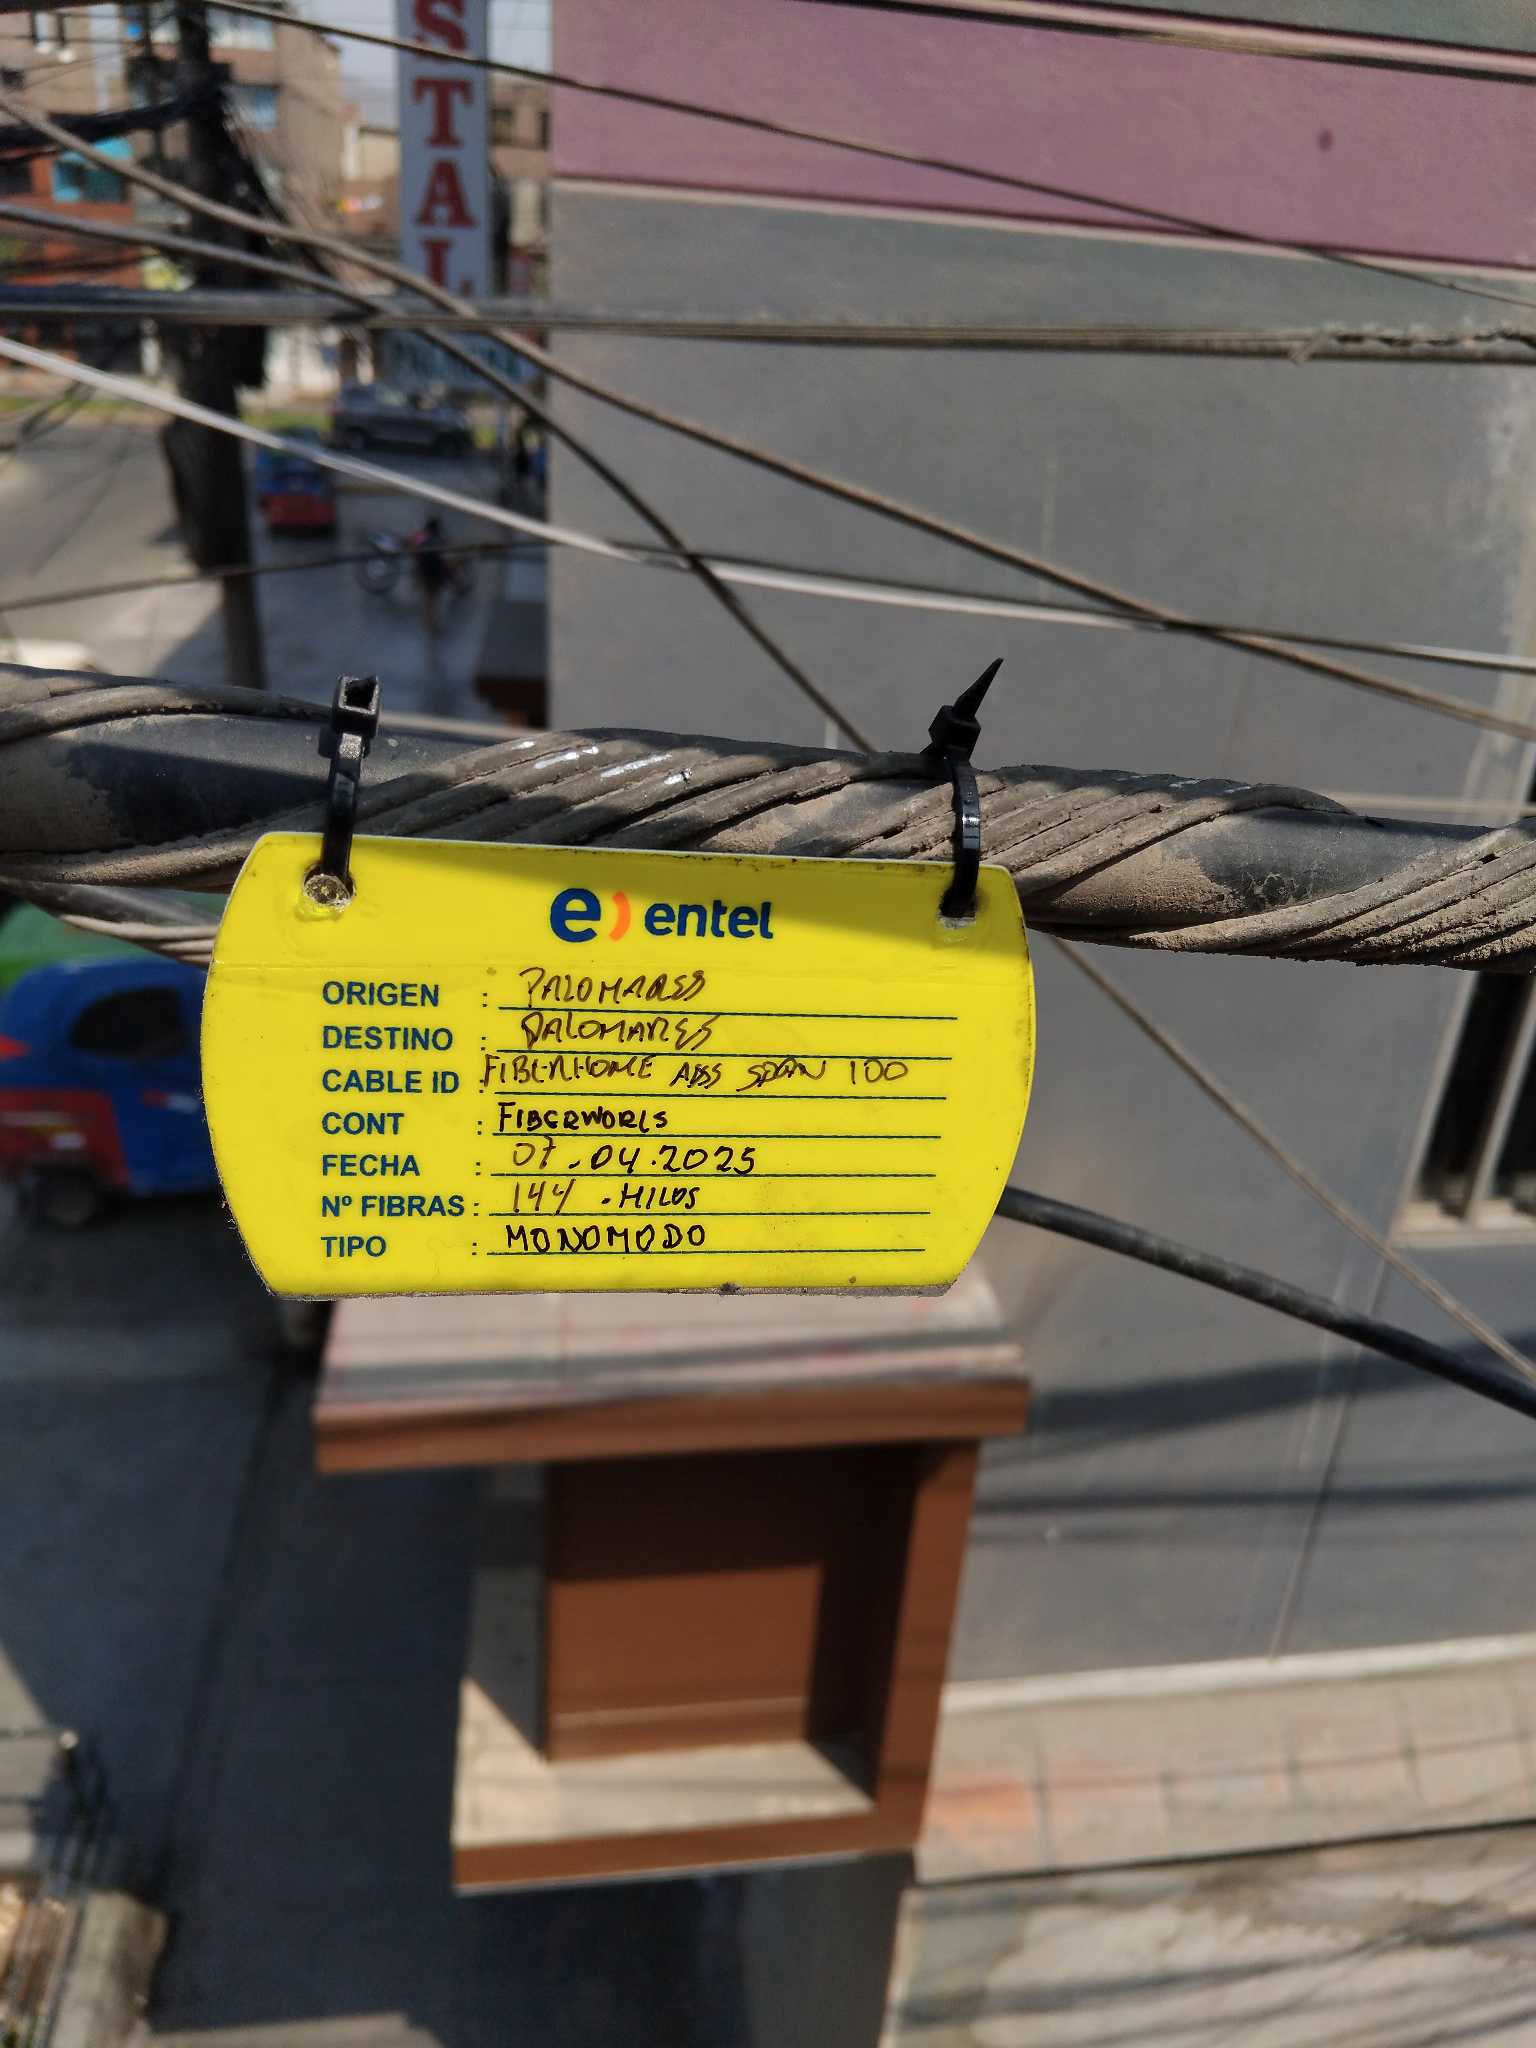 STAL
e) entel
ORIGEN : PALOMARES
DESTINO : PALOMARES
CABLE ID : FIBERHOME ADSS SPAN 100
CONT : FIBERWORLS
FECHA : 07.04.2025
Nº FIBRAS : 144 .HILOS
TIPO : MONOMODO